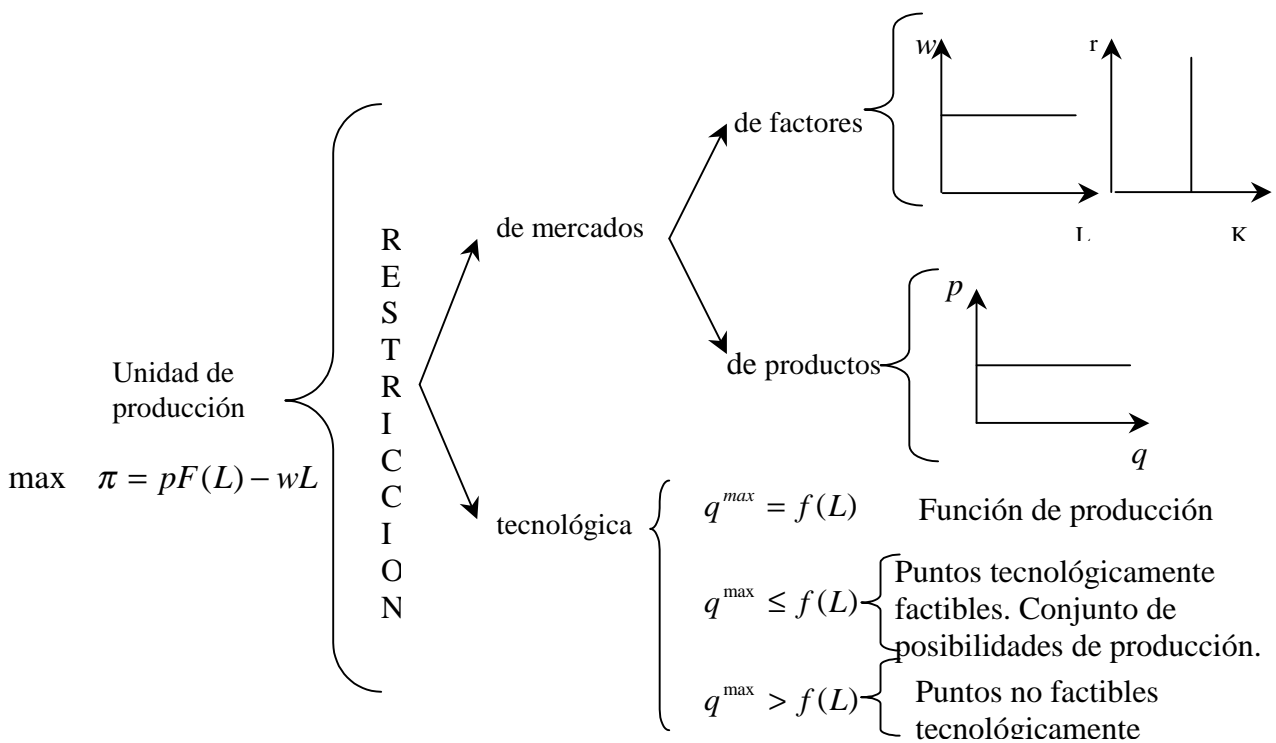 Unidad de
producción
max π = pF(L) − wL
RESTRICCION
de mercados
de factores
w
r
L
K
de productos
p
q
tecnológica
q^max = f(L) Función de producción
q^max ≤ f(L) Puntos tecnológicamente
factibles. Conjunto de
posibilidades de producción.
q^max > f(L) Puntos no factibles
tecnológicamente